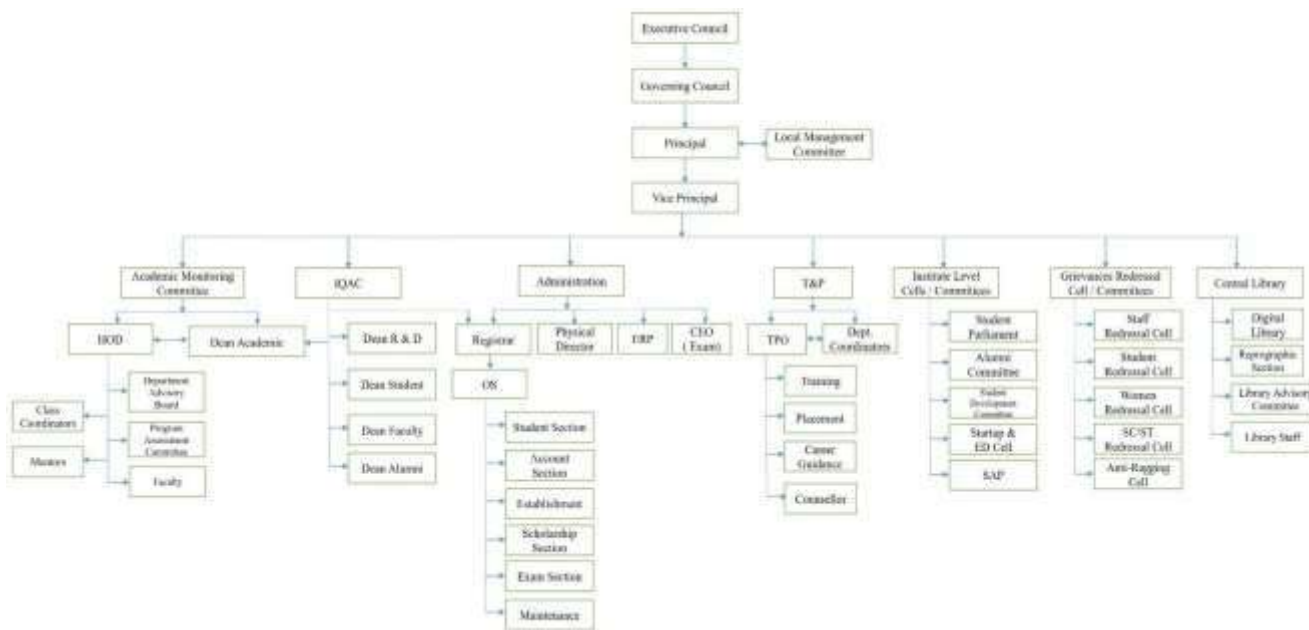 Executive Council
Governing Council
Principal
Local Management
Committee
Vice Principal
Academic Monitoring
Committee
IQAC
Administration
T&P
Institute Level
Cells / Committees
Grievances Redressal
Cell / Committees
Central Library
HOD
Dean Academic
Dean R & D
Registrar
Physical
Director
CEO
( Exam)
TPO
Dept.
Coordinators
Student
Parliament
Staff
Redressal Cell
Digital
Library
OS
Dean Student
Training
Alumni
Committee
Student
Redressal Cell
Reprographic
Section
Department
Advisory
Board
Class
Coordinators
Dean Faculty
Student Section
Placement
Student
Development
Committee
Women
Redressal Cell
Library Advisory
Committee
Program
Assessment
Committee
Mentors
Dean Alumni
Account
Section
Career
Guidance
Startup &
ED Cell
SC/ST
Redressal Cell
Library Staff
Faculty
Establishment
Counsellor
SAP
Anti-Ragging
Cell
Scholarship
Section
Exam Section
Maintenance